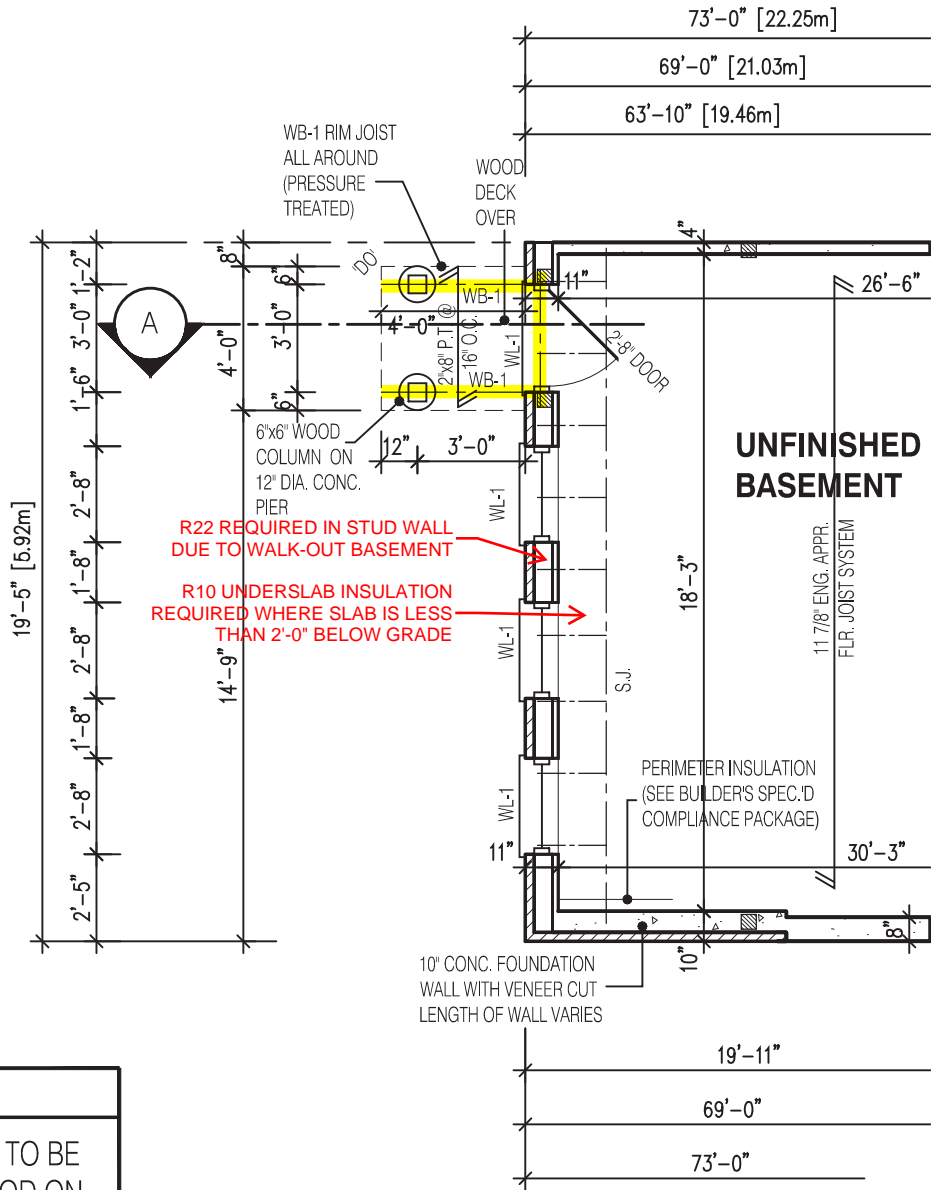 73'-0" [22.25m]
69'-0" [21.03m]
63'-10" [19.46m]
WB-1 RIM JOIST
ALL AROUND
(PRESSURE
TREATED)
WOOD
DECK
OVER
'DO'
8"
1'-2"
6"
3'-0"
3'-0"
4'-0"
6"
1'-6"
A
WB-1
4'-0"
2"x8" P.T. @
16" O.C.
WB-1
WL-1
11"
4"
26'-6"
2'-8" DOOR
6"x6" WOOD
COLUMN ON
12" DIA. CONC.
PIER
12"
3'-0"
UNFINISHED
BASEMENT
R22 REQUIRED IN STUD WALL
DUE TO WALK-OUT BASEMENT
R10 UNDERSLAB INSULATION
REQUIRED WHERE SLAB IS LESS
THAN 2'-0" BELOW GRADE
19'-5" [5.92m]
2'-8"
1'-8"
2'-8"
1'-8"
2'-8"
2'-5"
14'-9"
WL-1
WL-1
WL-1
S.J.
18'-3"
11 7/8" ENG. APPR.
FLR. JOIST SYSTEM
PERIMETER INSULATION
(SEE BUILDER'S SPEC.'D
COMPLIANCE PACKAGE)
11"
30'-3"
10"
8"
10" CONC. FOUNDATION
WALL WITH VENEER CUT
LENGTH OF WALL VARIES
19'-11"
69'-0"
73'-0"
TO BE